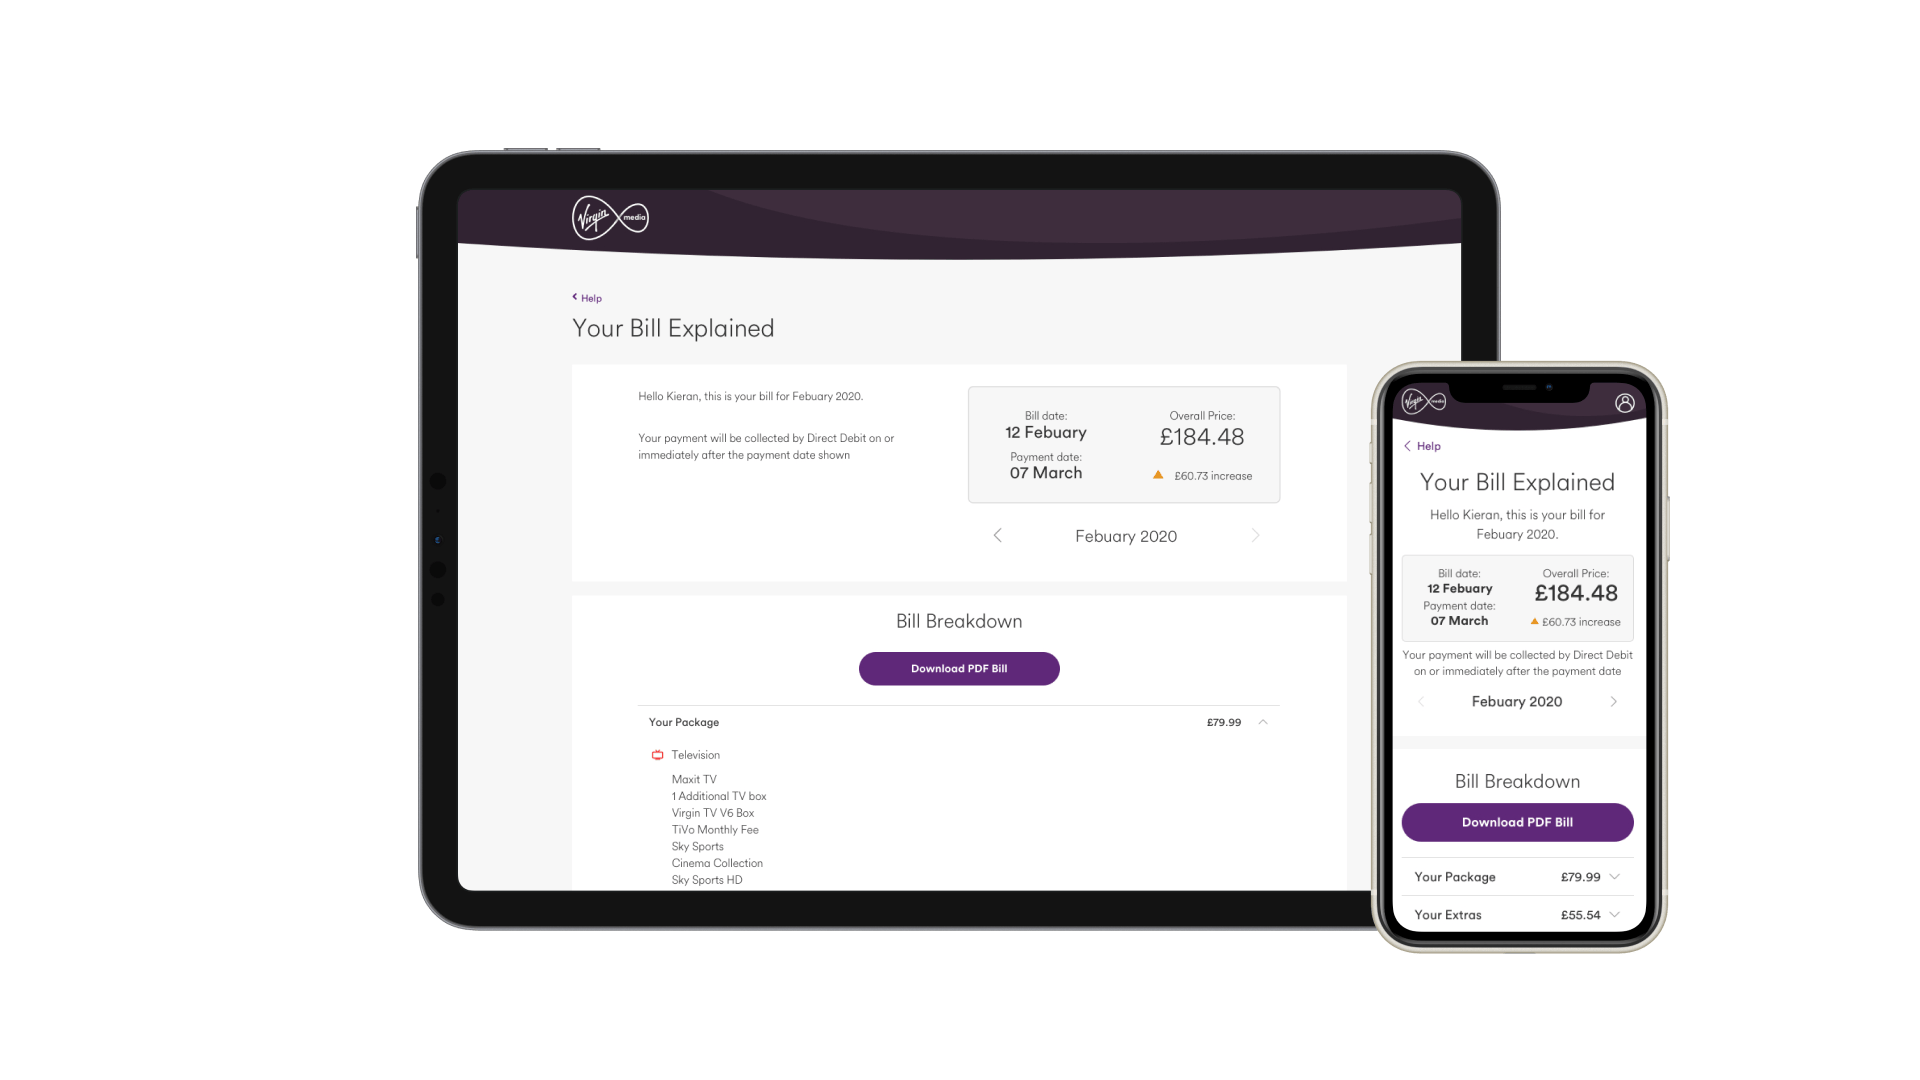 Virgin media
Help
Your Bill Explained
Hello Kieran, this is your bill for Febuary 2020.
Your payment will be collected by Direct Debit on or
immediately after the payment date shown
Bill date:
12 Febuary
Payment date:
07 March
Overall Price:
£184.48
£60.73 increase
Febuary 2020
Bill Breakdown
Download PDF Bill
Your Package £79.99
Television
Maxit TV
1 Additional TV box
Virgin TV V6 Box
TiVo Monthly Fee
Sky Sports
Cinema Collection
Sky Sports HD
Virgin media
Help
Your Bill Explained
Hello Kieran, this is your bill for
Febuary 2020.
Bill date:
12 Febuary
Payment date:
07 March
Overall Price:
£184.48
£60.73 increase
Your payment will be collected by Direct Debit
on or immediately after the payment date
Febuary 2020
Bill Breakdown
Download PDF Bill
Your Package £79.99
Your Extras £55.54